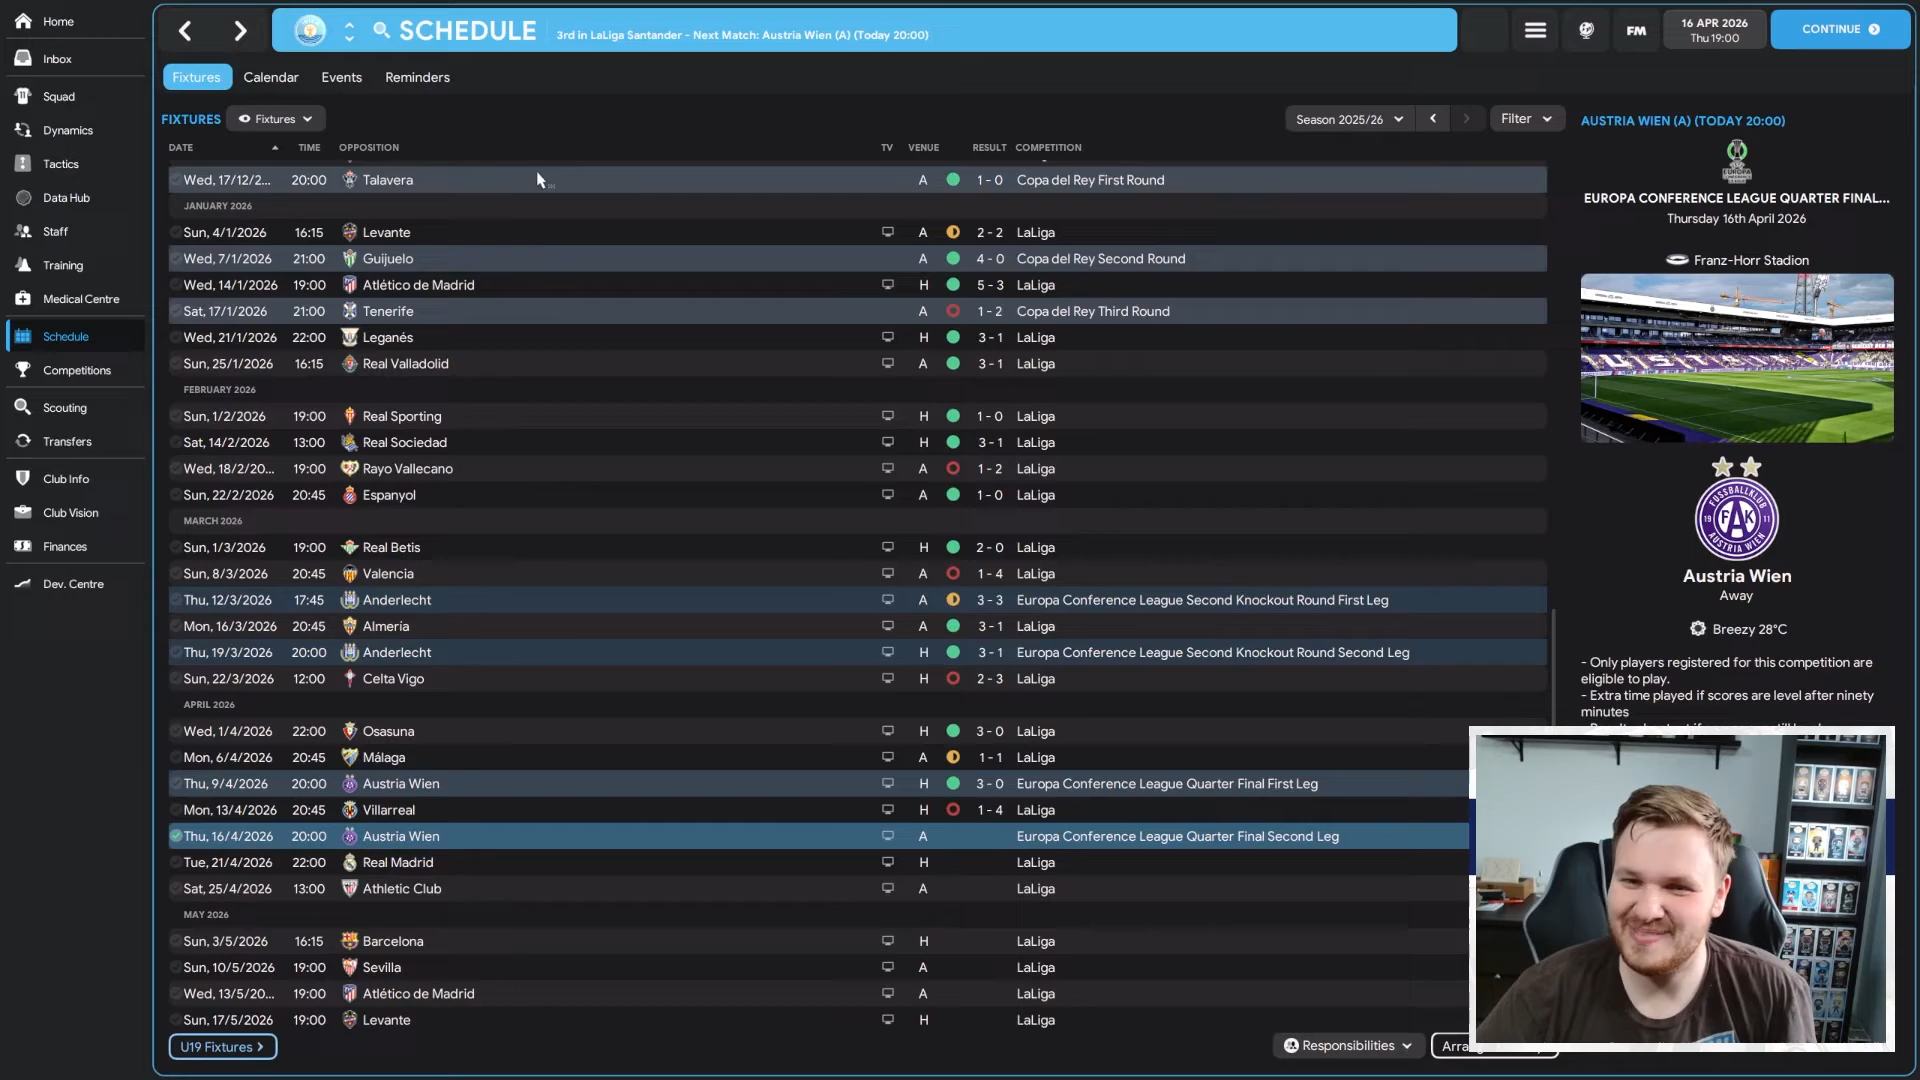 Home
Inbox
Squad
Dynamics
Tactics
Data Hub
Staff
Training
Medical Centre
Schedule
Competitions
Scouting
Transfers
Club Info
Club Vision
Finances
Dev. Centre
SCHEDULE 3rd in LaLiga Santander - Next Match: Austria Wien (A) (Today 20:00)
FM
16 APR 2026
Thu 19:00
CONTINUE
Fixtures Calendar Events Reminders
FIXTURES Fixtures Season 2025/26 Filter
DATE TIME OPPOSITION TV VENUE RESULT COMPETITION
Wed, 17/12/2... 20:00 Talavera A 1 - 0 Copa del Rey First Round
JANUARY 2026
Sun, 4/1/2026 16:15 Levante A 2 - 2 LaLiga
Wed, 7/1/2026 21:00 Guijuelo A 4 - 0 Copa del Rey Second Round
Wed, 14/1/2026 19:00 Atlético de Madrid H 5 - 3 LaLiga
Sat, 17/1/2026 21:00 Tenerife A 1 - 2 Copa del Rey Third Round
Wed, 21/1/2026 22:00 Leganés H 3 - 1 LaLiga
Sun, 25/1/2026 16:15 Real Valladolid A 3 - 1 LaLiga
FEBRUARY 2026
Sun, 1/2/2026 19:00 Real Sporting H 1 - 0 LaLiga
Sat, 14/2/2026 13:00 Real Sociedad H 3 - 1 LaLiga
Wed, 18/2/20... 19:00 Rayo Vallecano A 1 - 2 LaLiga
Sun, 22/2/2026 20:45 Espanyol A 1 - 0 LaLiga
MARCH 2026
Sun, 1/3/2026 19:00 Real Betis H 2 - 0 LaLiga
Sun, 8/3/2026 20:45 Valencia A 1 - 4 LaLiga
Thu, 12/3/2026 17:45 Anderlecht A 3 - 3 Europa Conference League Second Knockout Round First Leg
Mon, 16/3/2026 20:45 Almería A 3 - 1 LaLiga
Thu, 19/3/2026 20:00 Anderlecht H 3 - 1 Europa Conference League Second Knockout Round Second Leg
Sun, 22/3/2026 12:00 Celta Vigo H 2 - 3 LaLiga
APRIL 2026
Wed, 1/4/2026 22:00 Osasuna H 3 - 0 LaLiga
Mon, 6/4/2026 20:45 Málaga A 1 - 1 LaLiga
Thu, 9/4/2026 20:00 Austria Wien H 3 - 0 Europa Conference League Quarter Final First Leg
Mon, 13/4/2026 20:45 Villarreal H 1 - 4 LaLiga
Thu, 16/4/2026 20:00 Austria Wien A Europa Conference League Quarter Final Second Leg
Tue, 21/4/2026 22:00 Real Madrid H LaLiga
Sat, 25/4/2026 13:00 Athletic Club A LaLiga
MAY 2026
Sun, 3/5/2026 16:15 Barcelona H LaLiga
Sun, 10/5/2026 19:00 Sevilla A LaLiga
Wed, 13/5/20... 19:00 Atlético de Madrid A LaLiga
Sun, 17/5/2026 19:00 Levante H LaLiga
U19 Fixtures Responsibilities
AUSTRIA WIEN (A) (TODAY 20:00)
EUROPA CONFERENCE LEAGUE QUARTER FINAL...
Thursday 16th April 2026
Franz-Horr Stadion
FUSSBALLKLUB
19 FAK 11
AUSTRIA WIEN
Austria Wien
Away
Breezy 28°C
- Only players registered for this competition are
eligible to play.
- Extra time played if scores are level after ninety
minutes